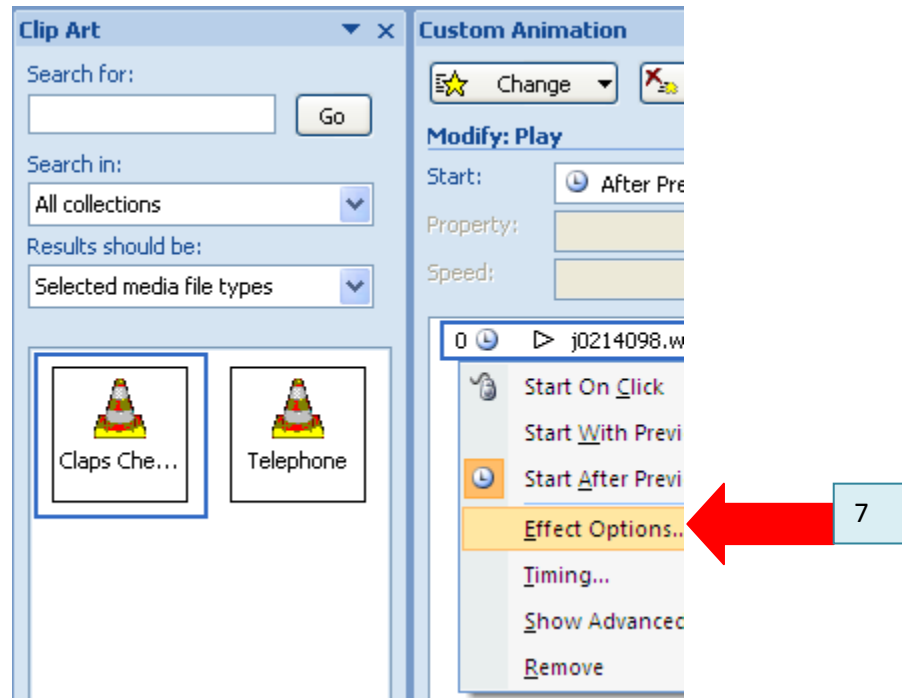 Clip Art
Search for:
Go
Search in:
All collections
Results should be:
Selected media file types
Claps Che...
Telephone
Custom Animation
Change
Modify: Play
Start:
After Pre
Property:
Speed:
0 j0214098.w
Start On Click
Start With Previ
Start After Previ
Effect Options..
Timing...
Show Advanced
Remove
7